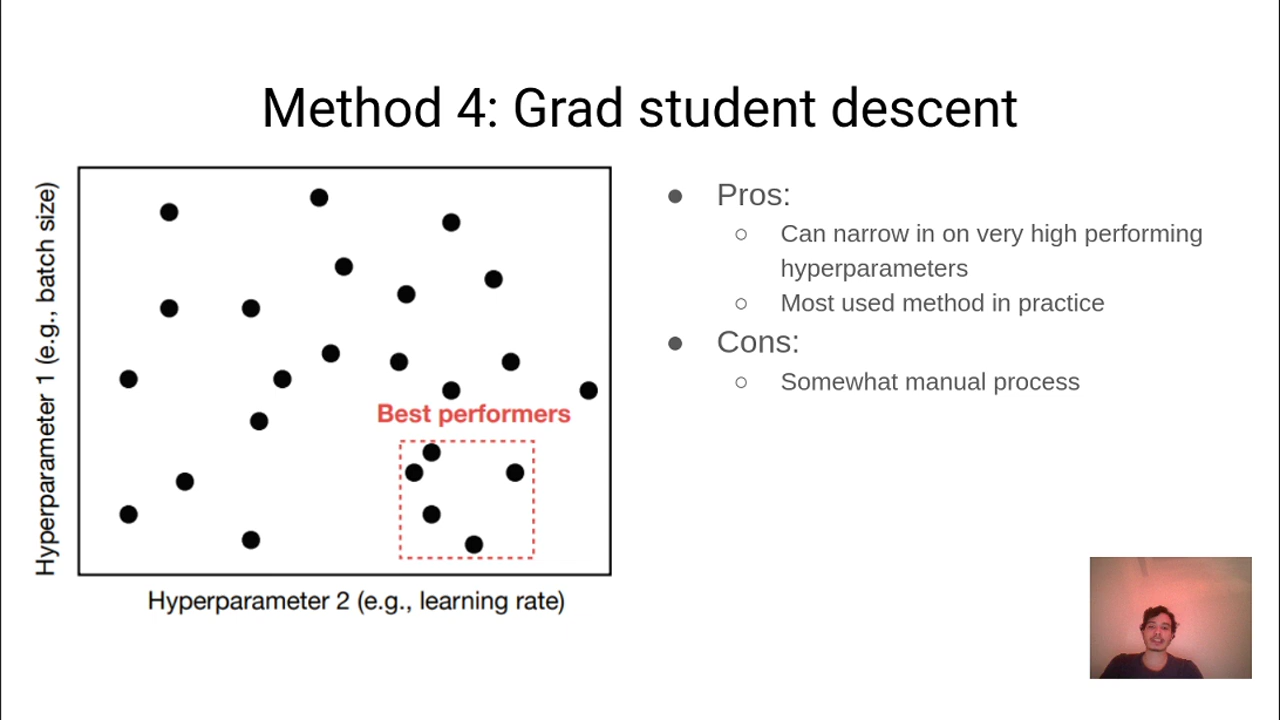 Method 4: Grad student descent
Hyperparameter 1 (e.g., batch size)
Best performers
Hyperparameter 2 (e.g., learning rate)
● Pros:
○ Can narrow in on very high performing
hyperparameters
○ Most used method in practice
● Cons:
○ Somewhat manual process